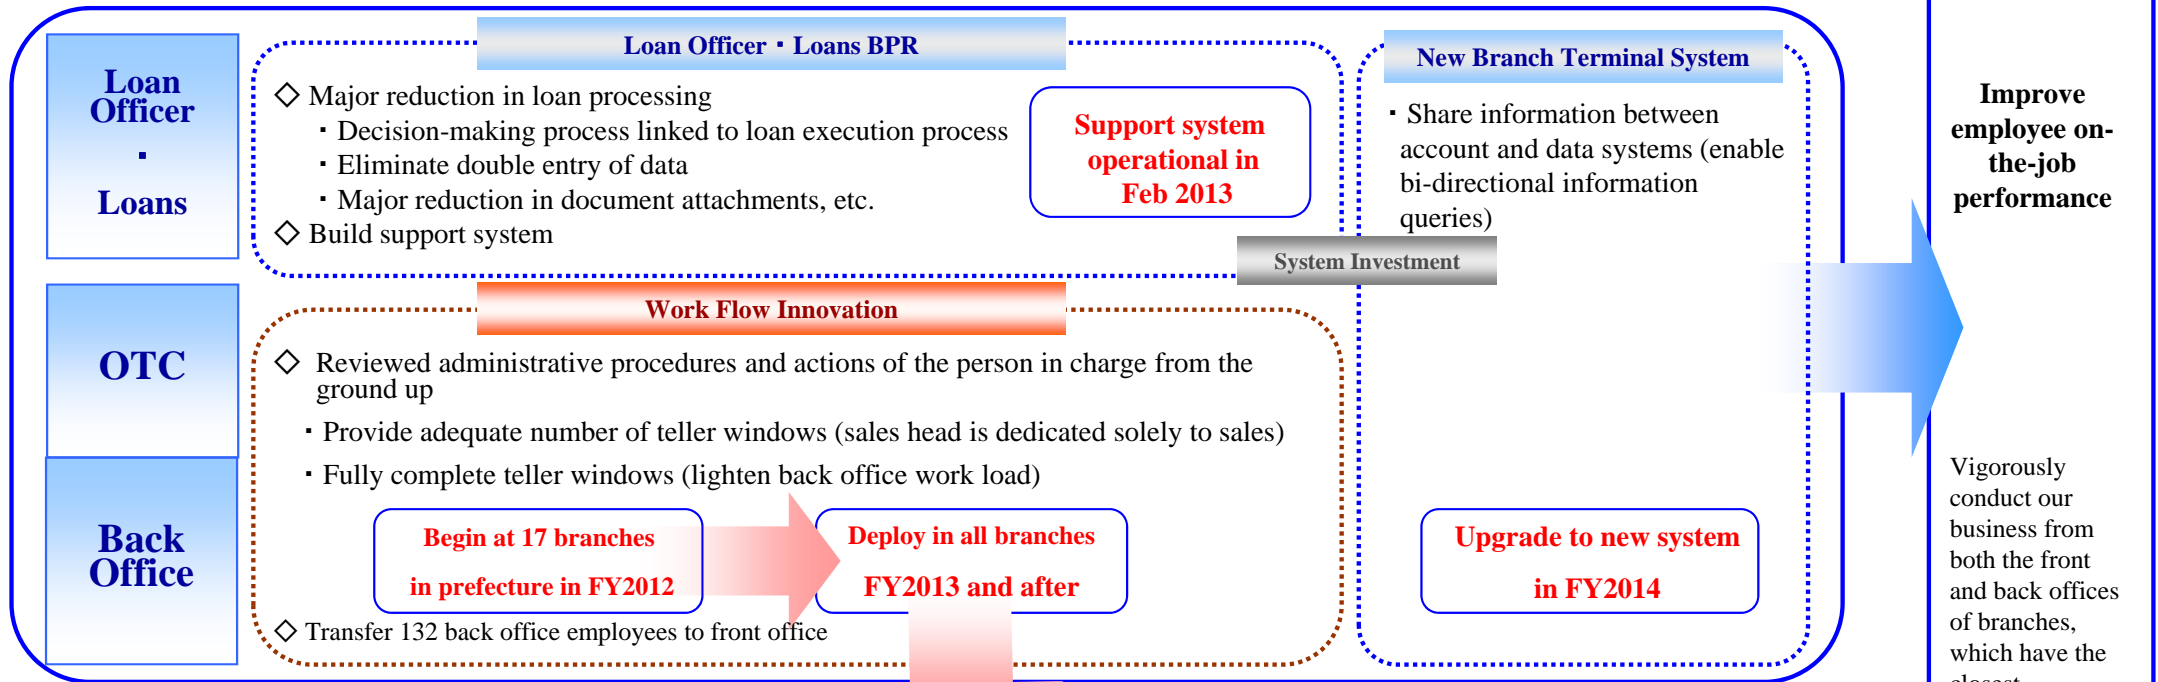 Loan
Officer
・
Loans
OTC
Back
Office
Loan Officer・Loans BPR
◇ Major reduction in loan processing
・Decision-making process linked to loan execution process
・Eliminate double entry of data
・Major reduction in document attachments, etc.
◇ Build support system
Support system
operational in
Feb 2013
New Branch Terminal System
・Share information between
account and data systems (enable
bi-directional information
queries)
System Investment
Work Flow Innovation
◇ Reviewed administrative procedures and actions of the person in charge from the
ground up
・Provide adequate number of teller windows (sales head is dedicated solely to sales)
・Fully complete teller windows (lighten back office work load)
Begin at 17 branches
in prefecture in FY2012
Deploy in all branches
FY2013 and after
◇ Transfer 132 back office employees to front office
Upgrade to new system
in FY2014
Improve
employee on-
the-job
performance
Vigorously
conduct our
business from
both the front
and back offices
of branches,
which have the
closest